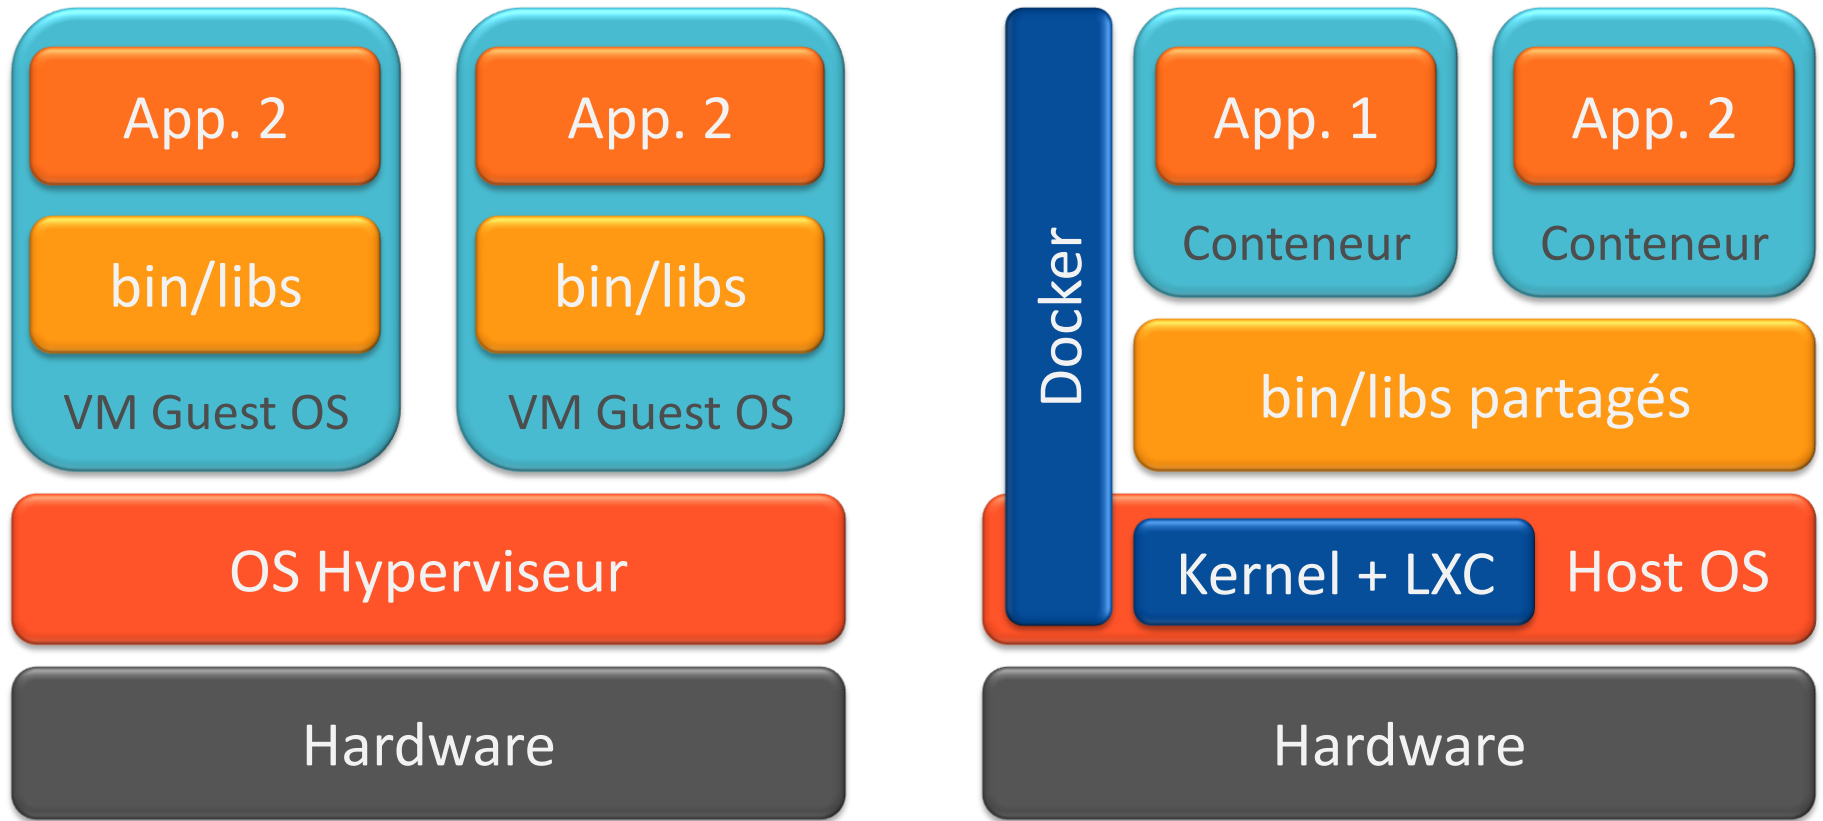 App. 2
bin/libs
VM Guest OS
App. 2
bin/libs
VM Guest OS
OS Hyperviseur
Hardware
Docker
App. 1
Conteneur
App. 2
Conteneur
bin/libs partagés
Kernel + LXC
Host OS
Hardware